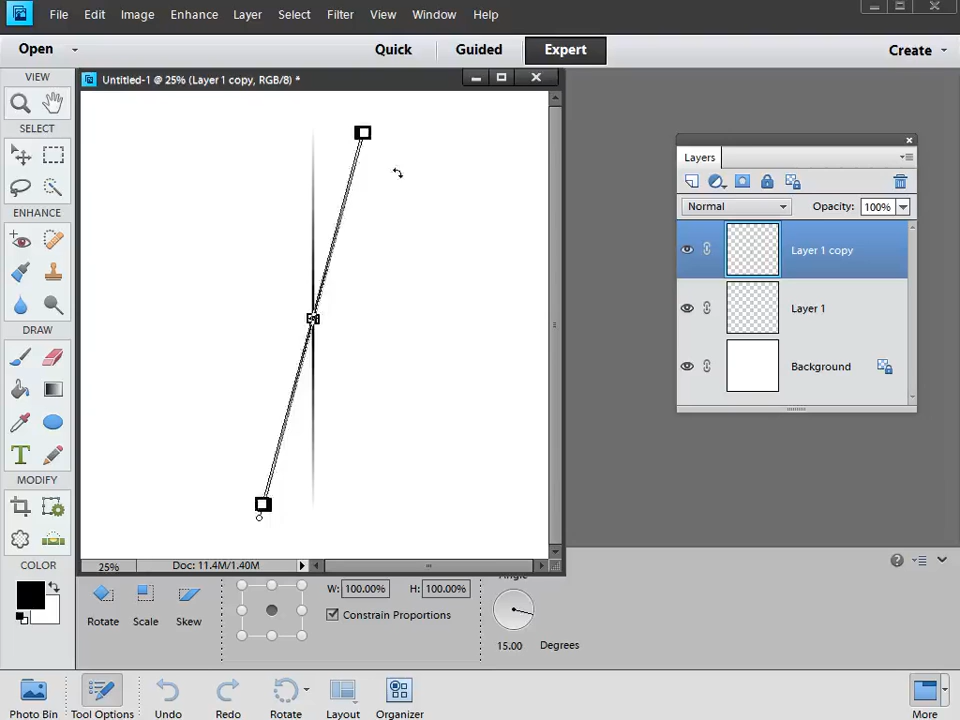 File Edit Image Enhance Layer Select Filter View Window Help
Open Quick Guided Expert Create
VIEW
Untitled-1 @ 25% (Layer 1 copy, RGB/8) *
SELECT
ENHANCE
DRAW
MODIFY
COLOR
Layers
Normal Opacity: 100%
Layer 1 copy
Layer 1
Background
25% Doc: 11.4M/1.40M
Angle
W: 100.00% H: 100.00%
Constrain Proportions
Rotate Scale Skew
15.00 Degrees
Photo Bin Tool Options Undo Redo Rotate Layout Organizer More